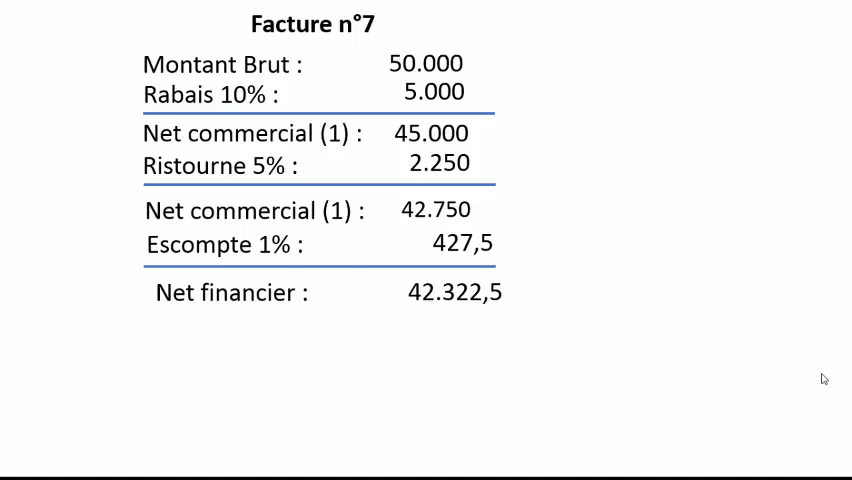 Facture n°7
Montant Brut : 50.000
Rabais 10% : 5.000
Net commercial (1) : 45.000
Ristourne 5% : 2.250
Net commercial (1) : 42.750
Escompte 1% : 427,5
Net financier : 42.322,5